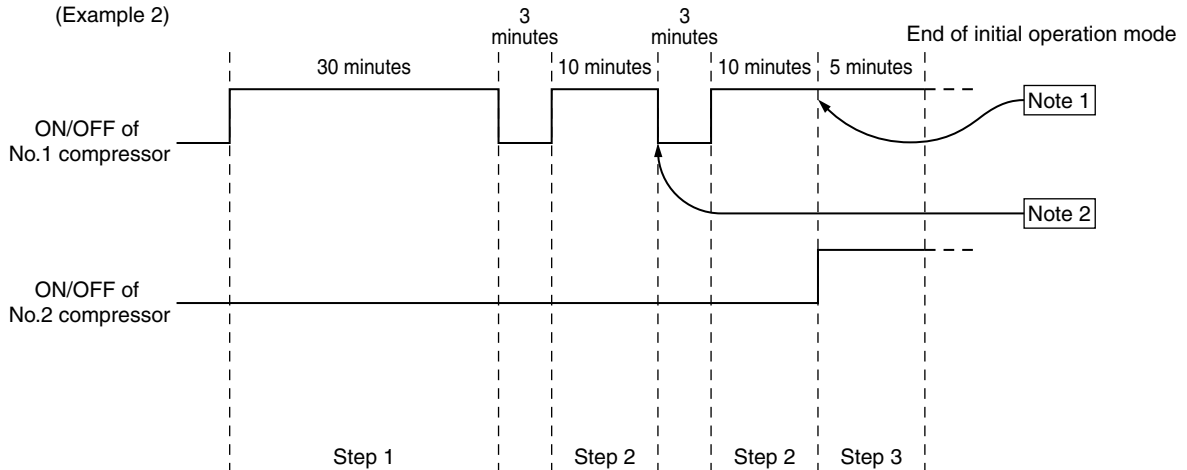 (Example 2)
3
minutes
3
minutes
End of initial operation mode
30 minutes
10 minutes
10 minutes
5 minutes
Note 1
ON/OFF of
No.1 compressor
Note 2
ON/OFF of
No.2 compressor
Step 1
Step 2
Step 2
Step 3